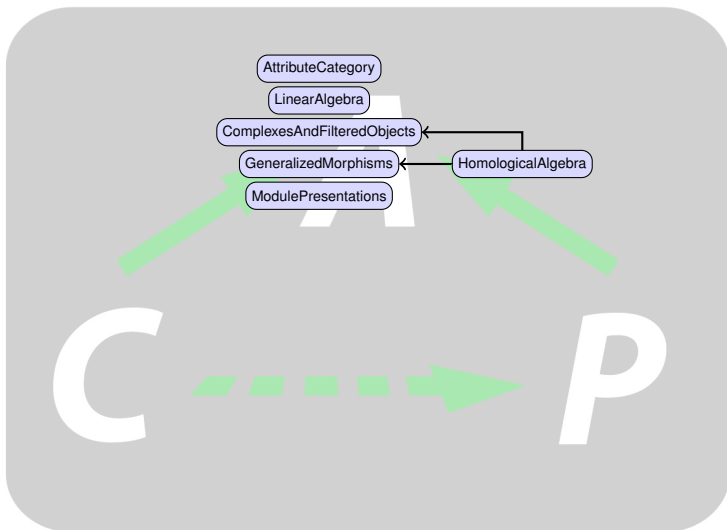 AttributeCategory
LinearAlgebra
ComplexesAndFilteredObjects
GeneralizedMorphisms
HomologicalAlgebra
ModulePresentations
A
C
P